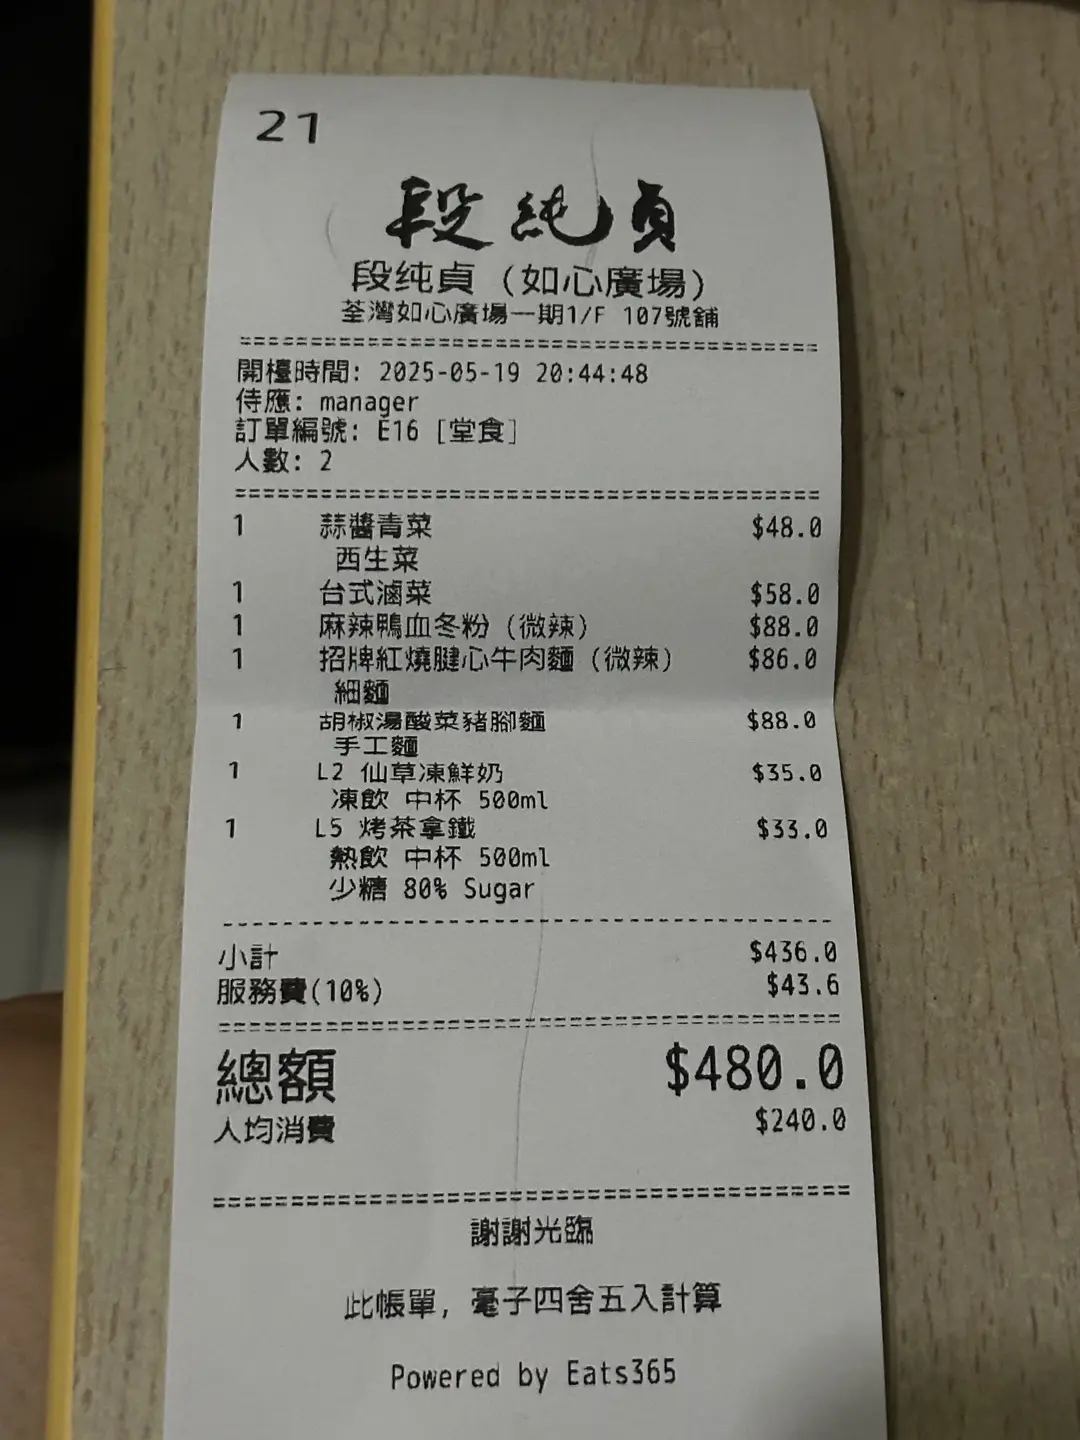 21
段純貞
段纯貞 (如心廣場)
荃灣如心廣場一期1/F 107號舖
開檯時間: 2025-05-19 20:44:48
侍應: manager
訂單編號: E16 [堂食]
人數: 2
1 蒜醬青菜 $48.0
西生菜
1 台式滷菜 $58.0
1 麻辣鴨血冬粉 (微辣) $88.0
1 招牌紅燒腱心牛肉麵 (微辣) $86.0
細麵
1 胡椒湯酸菜豬腳麵 $88.0
手工麵
1 L2 仙草凍鮮奶 $35.0
凍飲 中杯 500ml
1 L5 烤茶拿鐵 $33.0
熱飲 中杯 500ml
少糖 80% Sugar
小計 $436.0
服務費(10%) $43.6
總額 $480.0
人均消費 $240.0
謝謝光臨
此帳單, 毫子四舍五入計算
Powered by Eats365